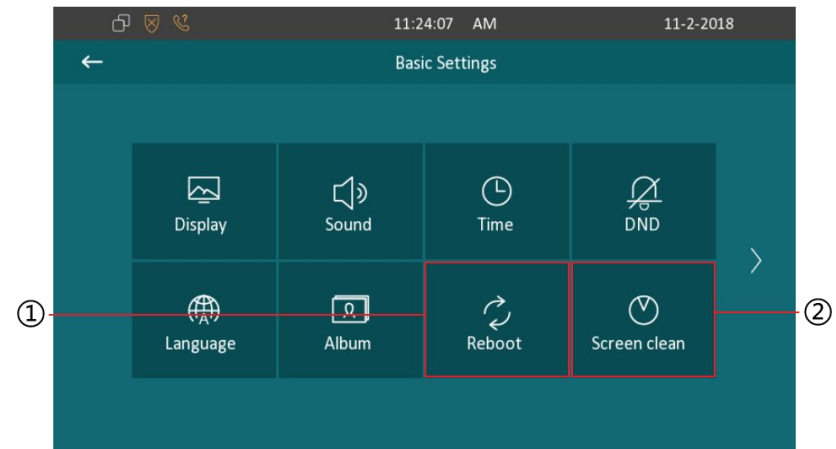 11:24:07 AM 11-2-2018
Basic Settings
Display Sound Time DND
① ②
Language Album Reboot Screen clean